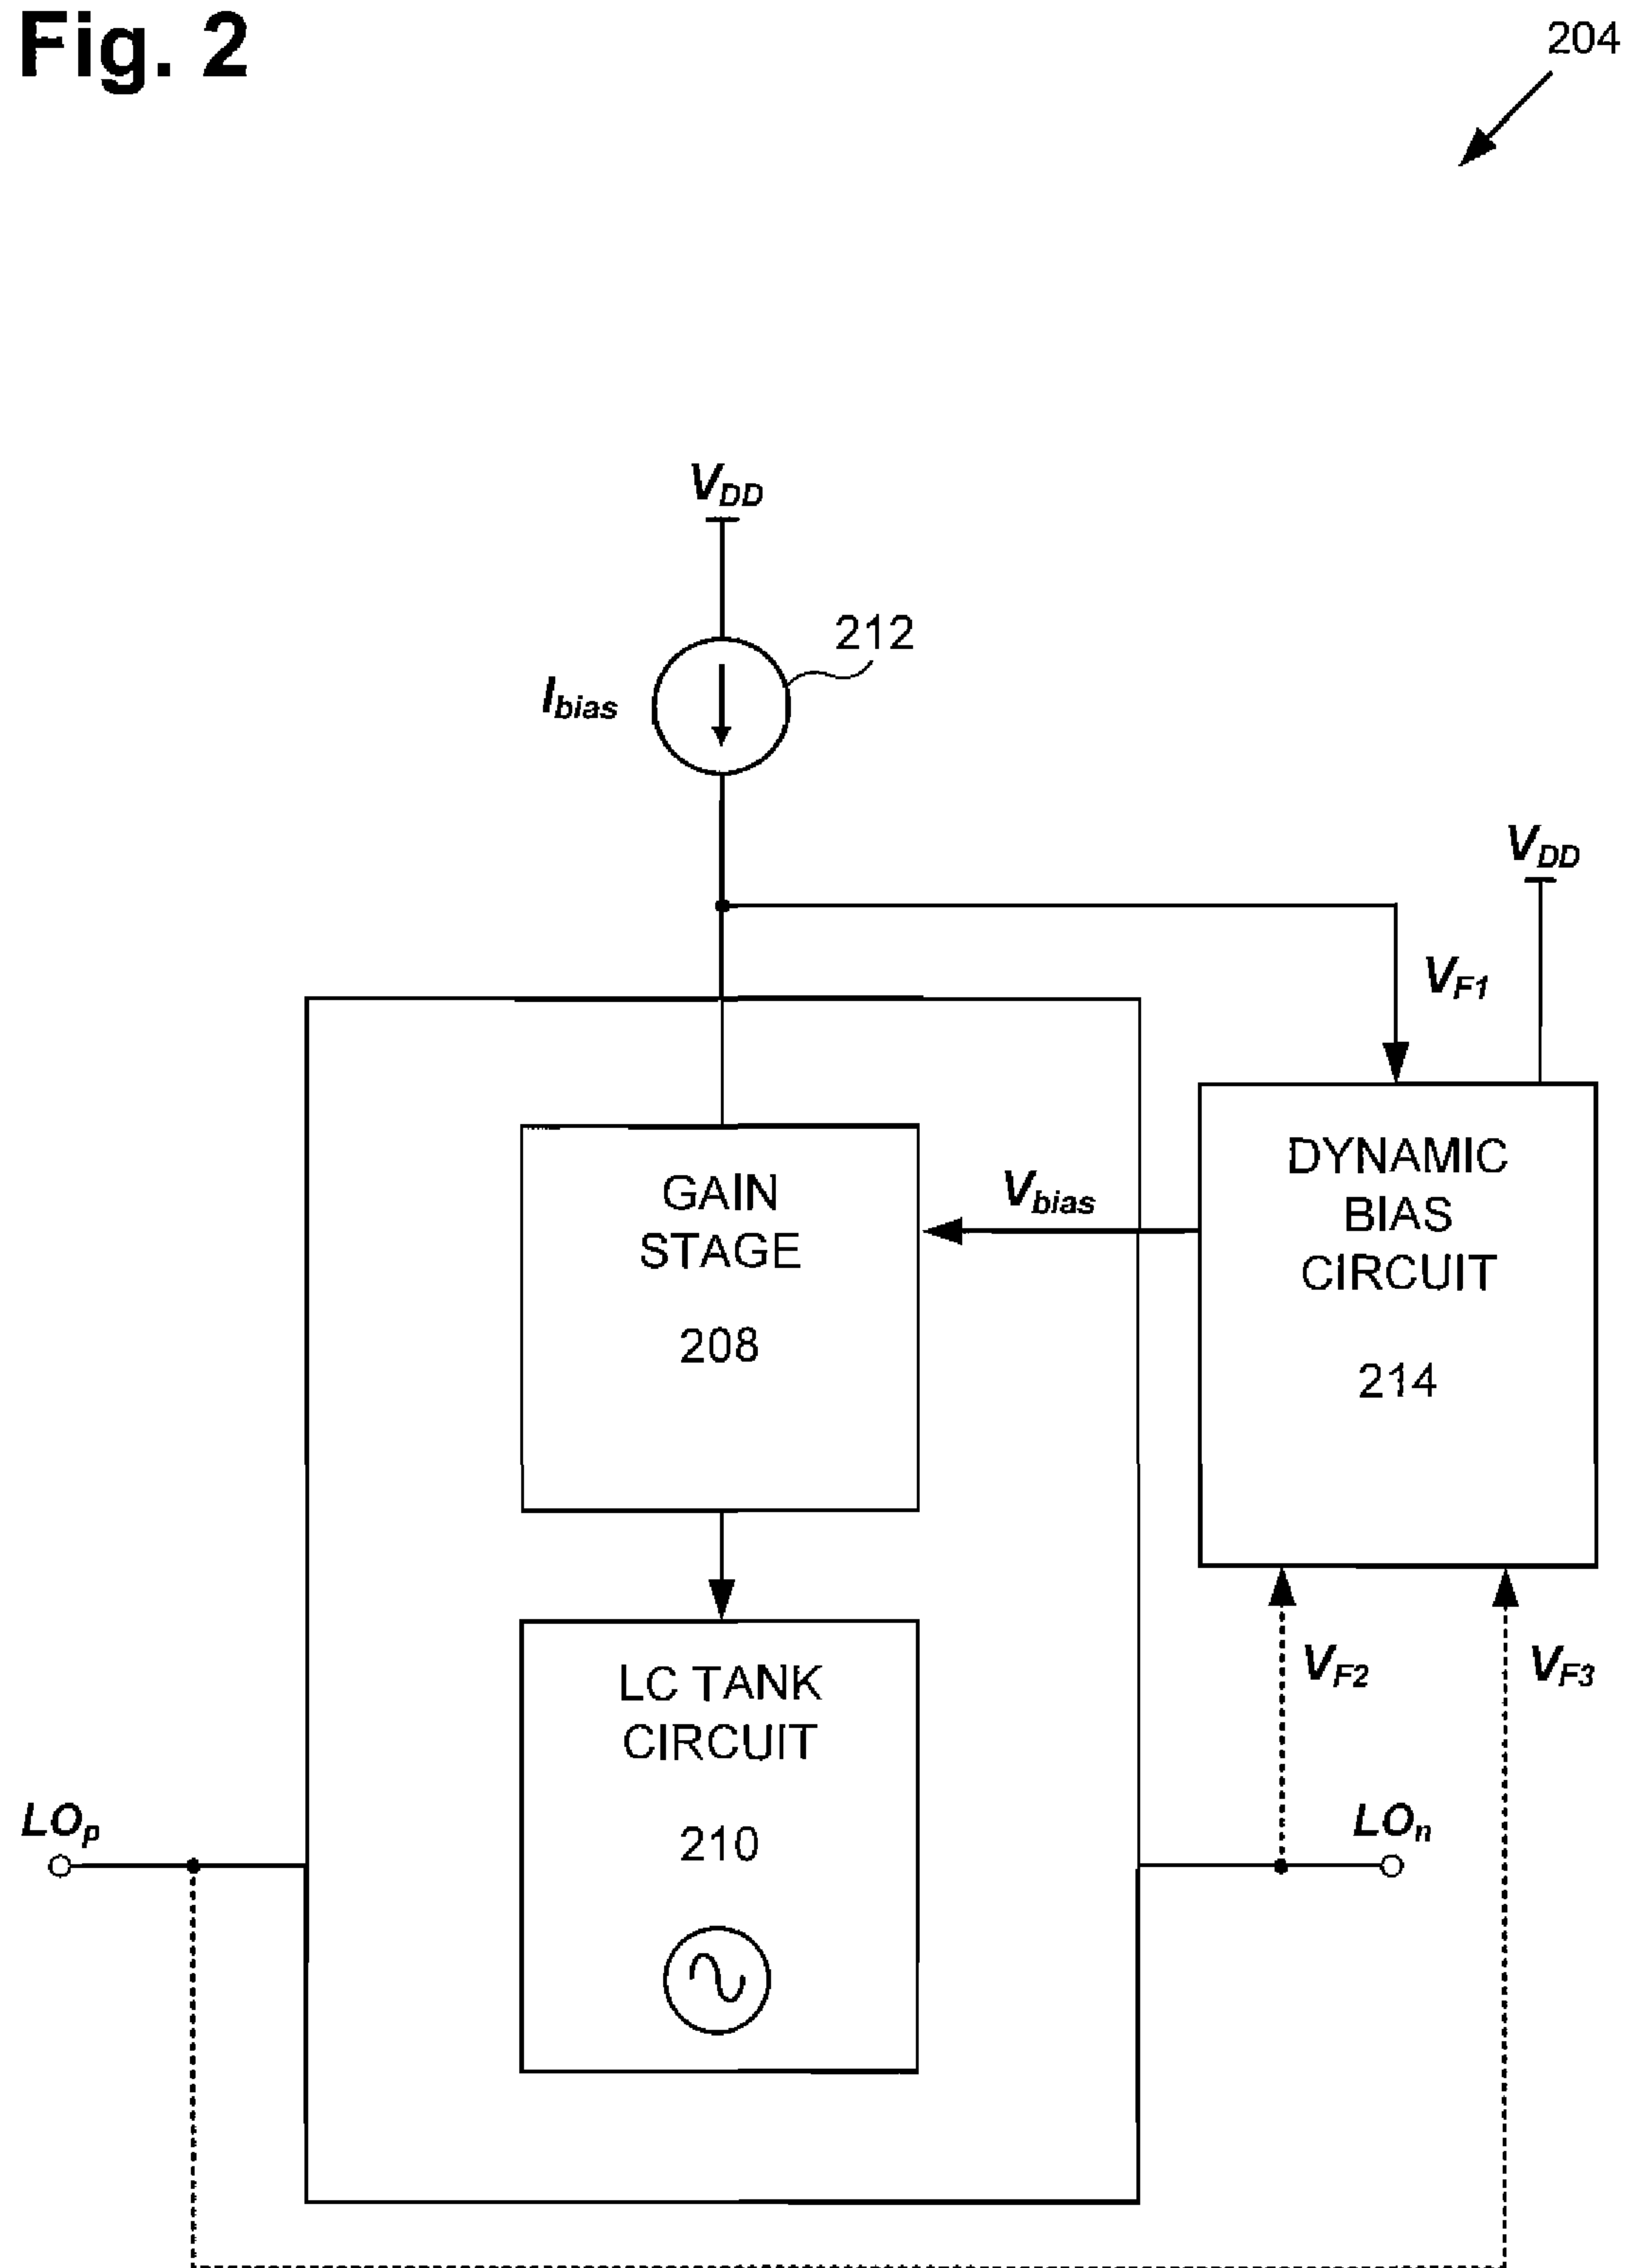 Fig. 2
204
VDD
212
Ibias
VDD
VF1
GAIN
STAGE
208
Vbias
DYNAMIC
BIAS
CIRCUIT
214
LC TANK
CIRCUIT
210
VF2
VF3
LOp
LOn